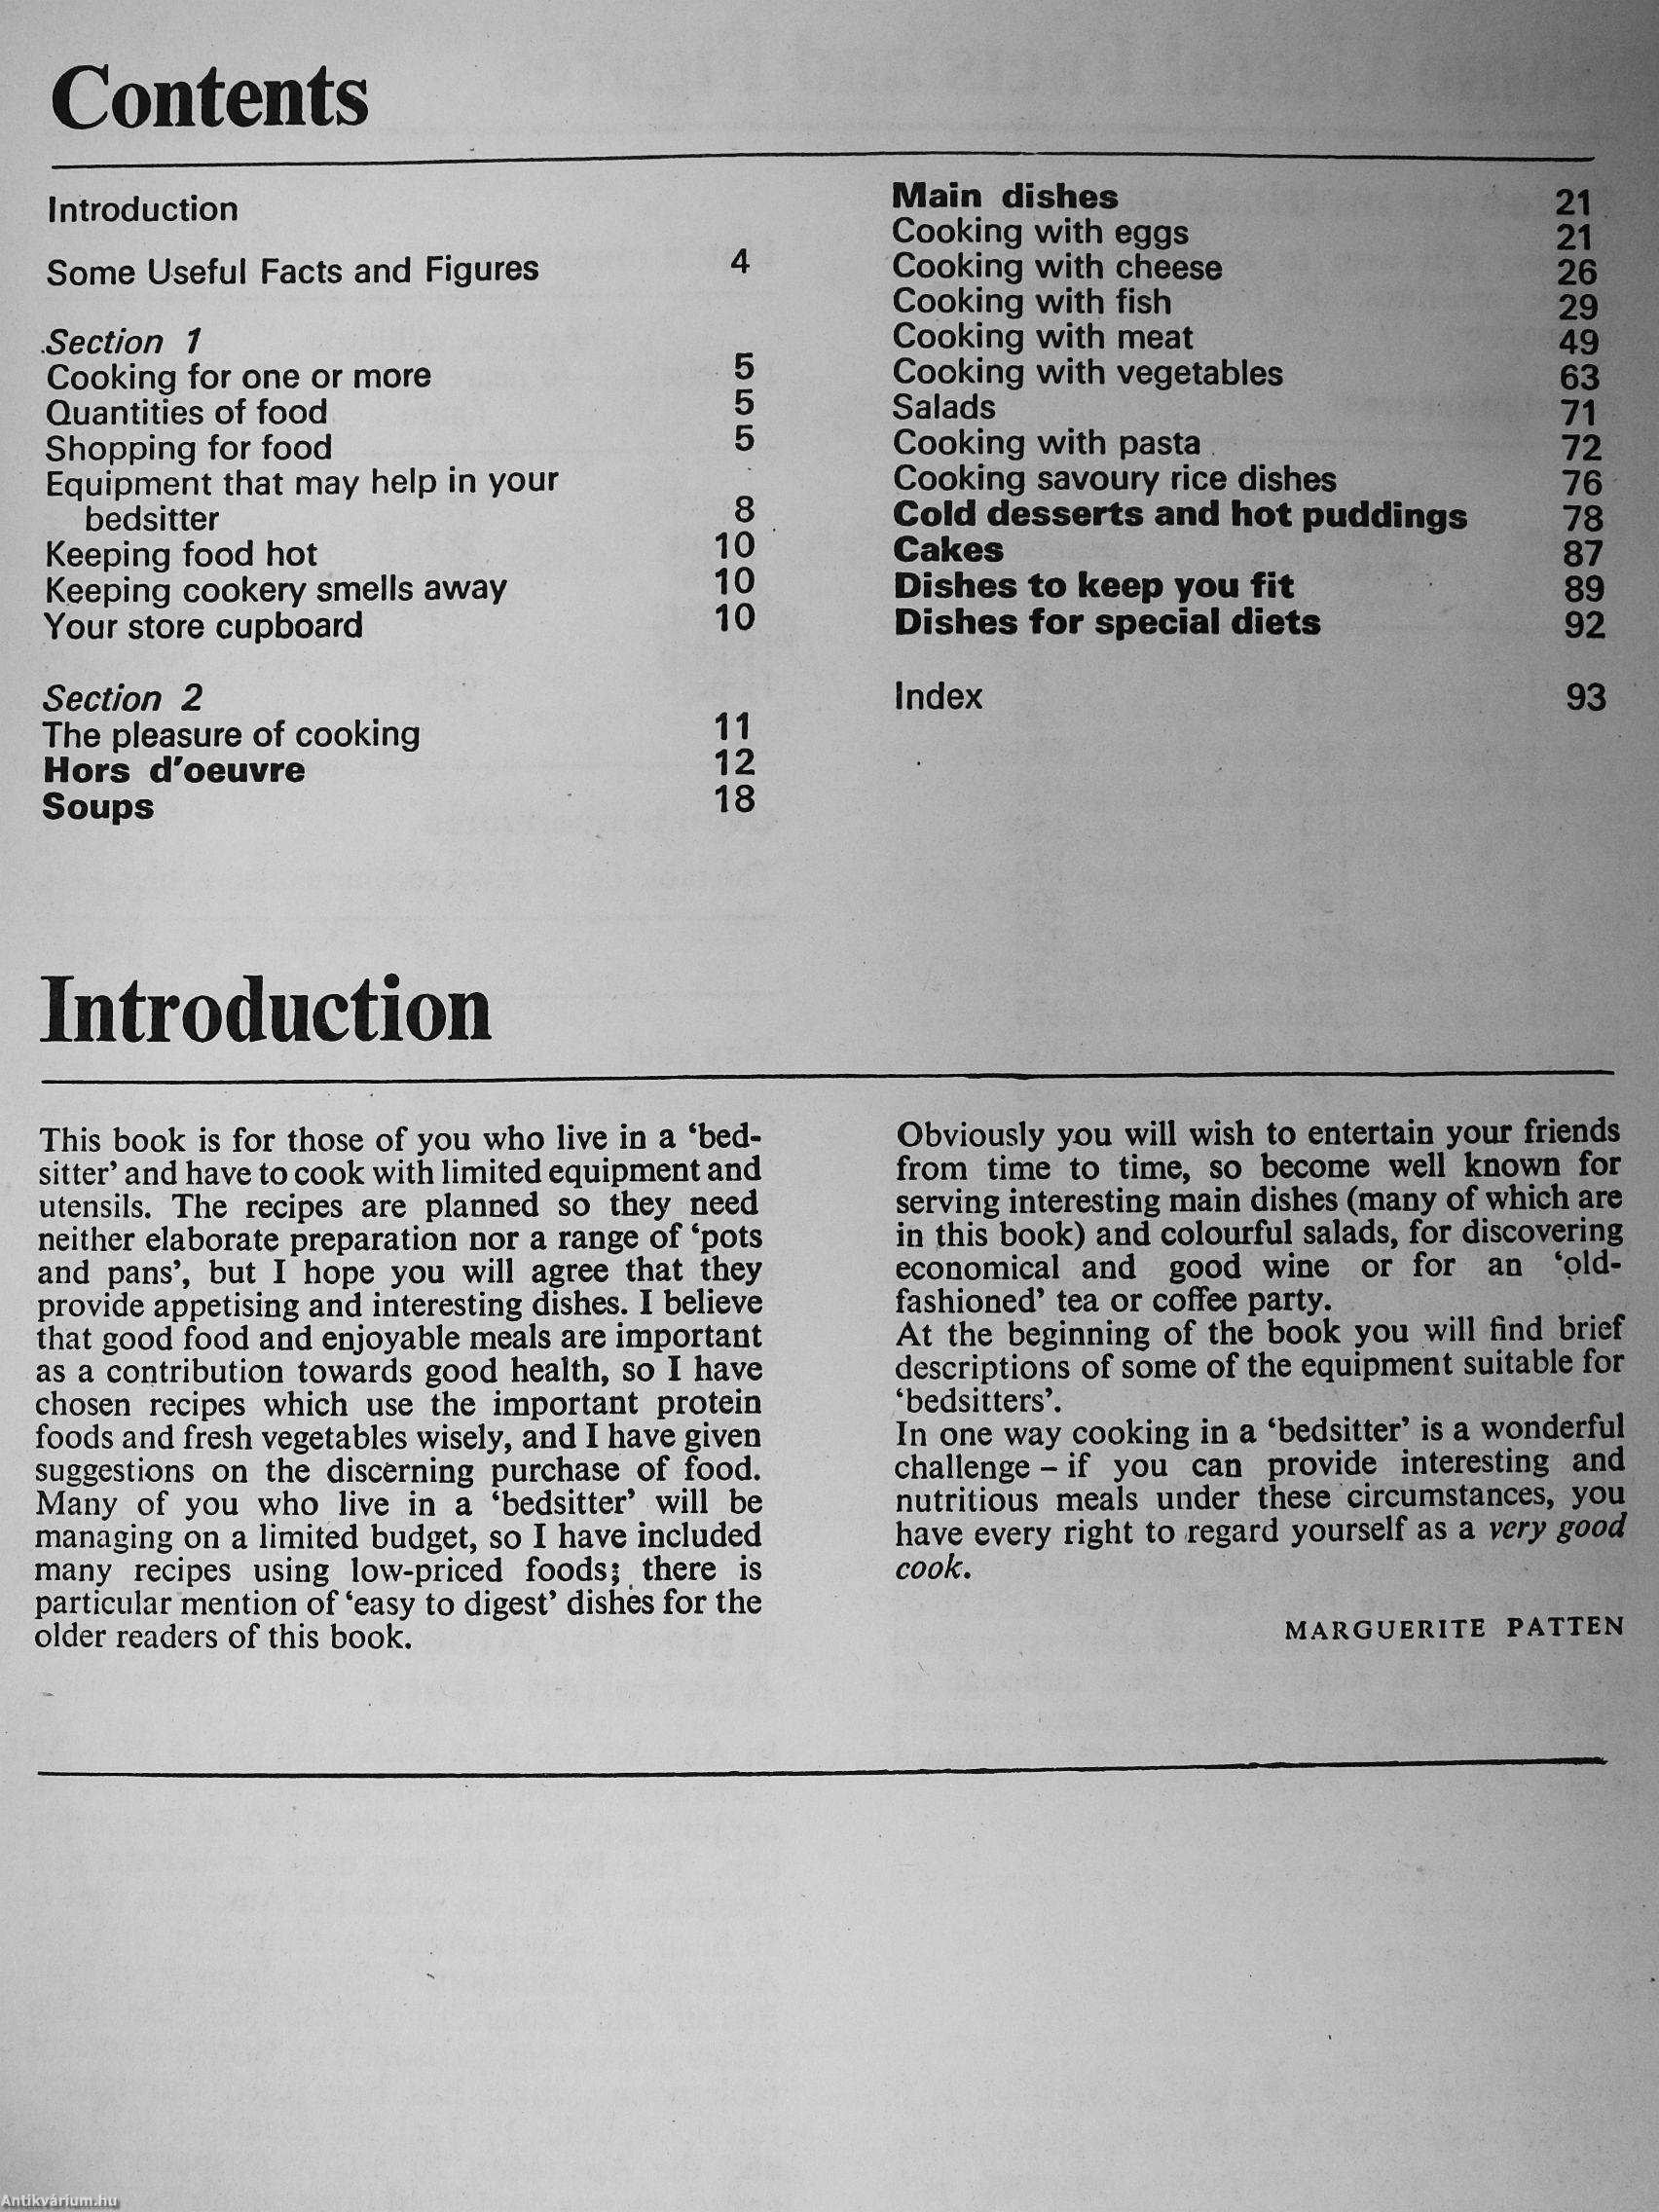 Contents
Introduction
Some Useful Facts and Figures 4
Section 1
Cooking for one or more 5
Quantities of food 5
Shopping for food 5
Equipment that may help in your
bedsitter 8
Keeping food hot 10
Keeping cookery smells away 10
Your store cupboard 10
Section 2
The pleasure of cooking 11
Hors d'oeuvre 12
Soups 18
Main dishes 21
Cooking with eggs 21
Cooking with cheese 26
Cooking with fish 29
Cooking with meat 49
Cooking with vegetables 63
Salads 71
Cooking with pasta 72
Cooking savoury rice dishes 76
Cold desserts and hot puddings 78
Cakes 87
Dishes to keep you fit 89
Dishes for special diets 92
Index 93
Introduction
This book is for those of you who live in a ‘bed-
sitter’ and have to cook with limited equipment and
utensils. The recipes are planned so they need
neither elaborate preparation nor a range of ‘pots
and pans’, but I hope you will agree that they
provide appetising and interesting dishes. I believe
that good food and enjoyable meals are important
as a contribution towards good health, so I have
chosen recipes which use the important protein
foods and fresh vegetables wisely, and I have given
suggestions on the discerning purchase of food.
Many of you who live in a ‘bedsitter’ will be
managing on a limited budget, so I have included
many recipes using low-priced foods; there is
particular mention of ‘easy to digest’ dishes for the
older readers of this book.
Obviously you will wish to entertain your friends
from time to time, so become well known for
serving interesting main dishes (many of which are
in this book) and colourful salads, for discovering
economical and good wine or for an ‘old-
fashioned’ tea or coffee party.
At the beginning of the book you will find brief
descriptions of some of the equipment suitable for
‘bedsitters’.
In one way cooking in a ‘bedsitter’ is a wonderful
challenge – if you can provide interesting and
nutritious meals under these circumstances, you
have every right to regard yourself as a very good
cook.
MARGUERITE PATTEN
Antikvárium.hu